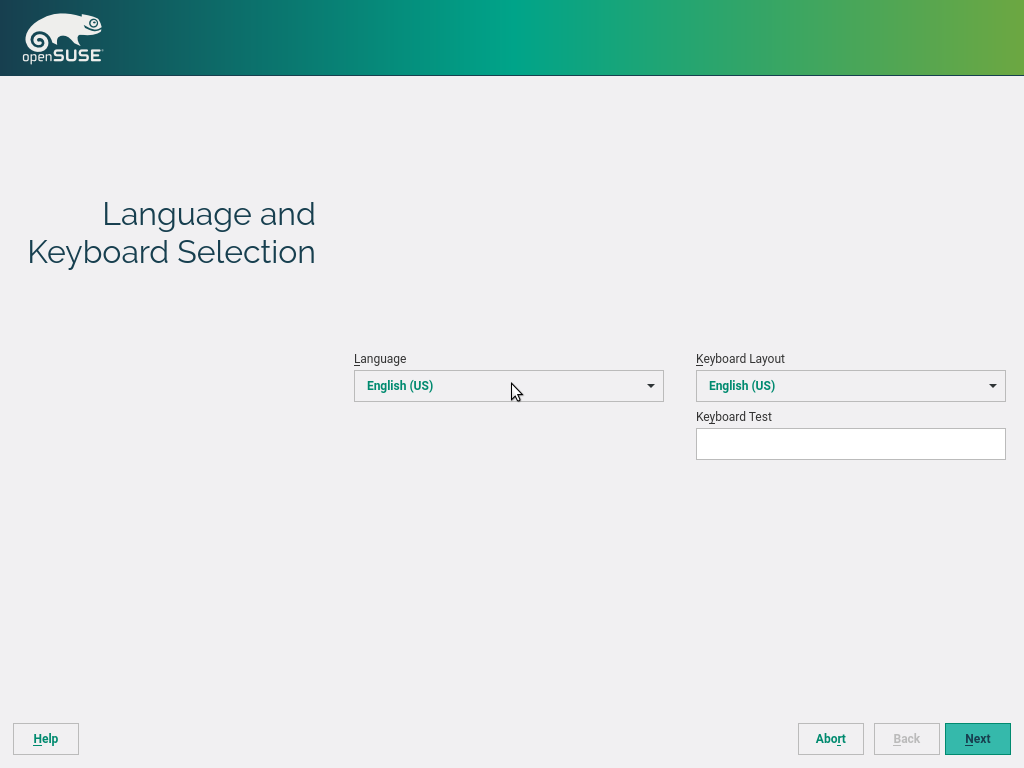 openSUSE
Language and
Keyboard Selection
Language
Keyboard Layout
English (US)
English (US)
Keyboard Test
Help
Abort
Back
Next